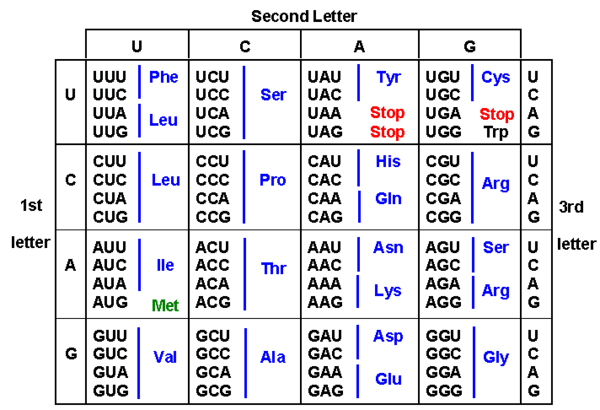 Second Letter
U C A G
UUU Phe UCU Ser UAU Tyr UGU Cys U
UUC UCC UAC UGC C
U UUA Leu UCA UAA Stop UGA Stop A
UUG UCG UAG Stop UGG Trp G
CUU Leu CCU Pro CAU His CGU Arg U
CUC CCC CAC CGC C
C CUA CCA CAA Gln CGA A
CUG CCG CAG CGG G
1st letter
3rd letter
AUU Ile ACU Thr AAU Asn AGU Ser U
AUC ACC AAC AGC C
A AUA ACA AAA Lys AGA Arg A
AUG Met ACG AAG AGG G
GUU Val GCU Ala GAU Asp GGU Gly U
GUC GCC GAC GGC C
G GUA GCA GAA Glu GGA A
GUG GCG GAG GGG G